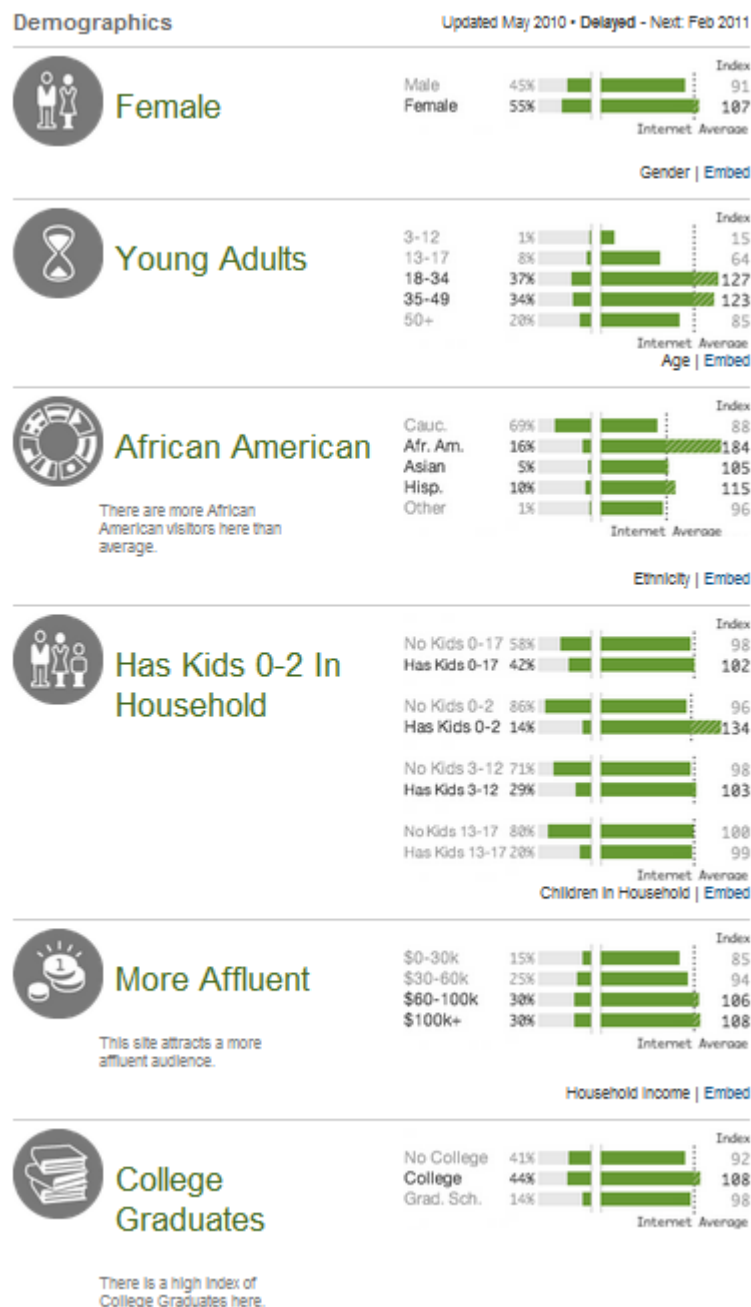 Demographics Updated May 2010 • Delayed - Next: Feb 2011
Index
Male 45% 91
Female 55% 107
Female
Internet Average
Gender | Embed
Index
3-12 1% 15
Young Adults
13-17 8% 64
18-34 37% 127
35-49 34% 123
50+ 20% 85
Internet Average
Age | Embed
Index
Cauc. 69% 88
African American
Afr. Am. 16% 184
Asian 5% 105
Hisp. 10% 115
Other 1% 96
There are more African
American visitors here than
average.
Internet Average
Ethnicity | Embed
Index
No Kids 0-17 58% 98
Has Kids 0-17 42% 102
Has Kids 0-2 In
Household
No Kids 0-2 86% 96
Has Kids 0-2 14% 134
No Kids 3-12 71% 98
Has Kids 3-12 29% 103
No Kids 13-17 80% 100
Has Kids 13-17 20% 99
Internet Average
Children in Household | Embed
Index
1
More Affluent
$0-30k 15% 85
$30-60k 25% 94
$60-100k 30% 106
$100k+ 30% 108
This site attracts a more
affluent audience.
Internet Average
Household Income | Embed
Index
No College 41% 92
College 44% 108
Grad. Sch. 14% 98
College
Graduates
Internet Average
There is a high index of
College Graduates here.